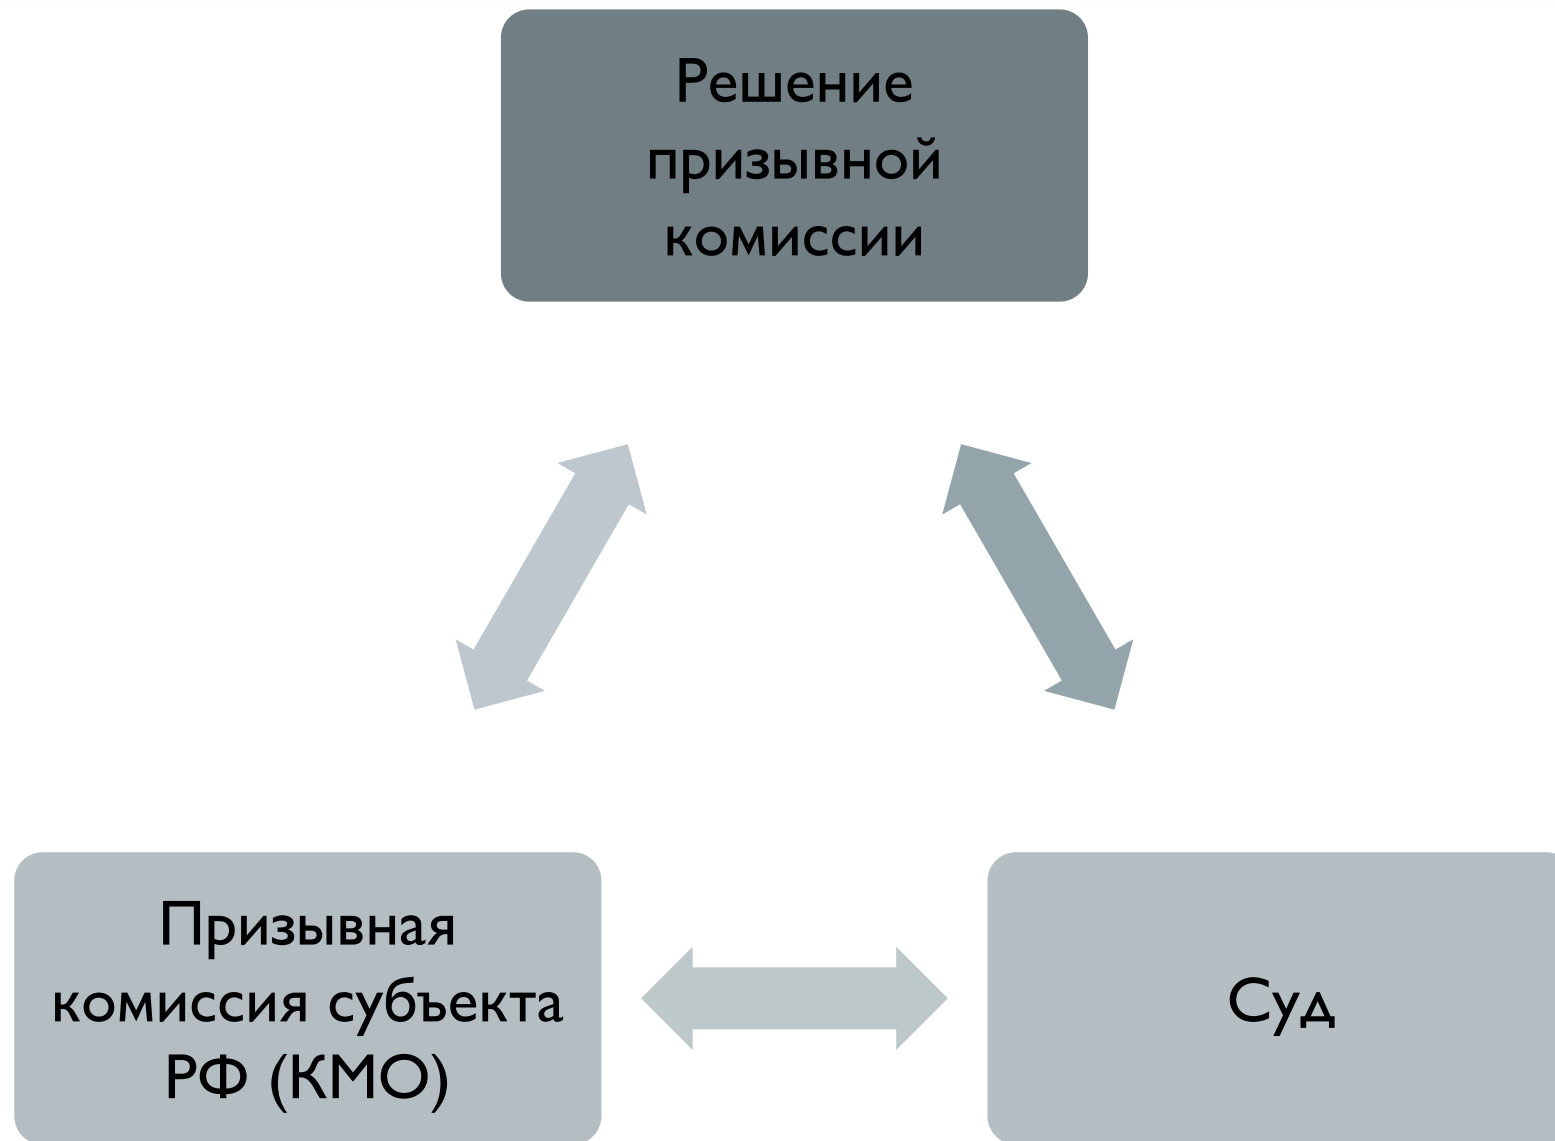 Решение
призывной
комиссии
Призывная
комиссия субъекта
РФ (КМО)
Суд